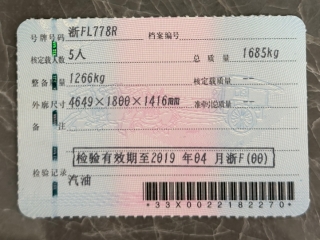 号牌号码 浙FL778R 档案编号
核定载人数 5人 总质量 1685kg
整备质量 1266kg 核定载质量 --
外廓尺寸 4649×1800×1416mm 准牵引总质量 --
备注
检验有效期至2019 年04 月浙F(00)
检验记录 汽油
*33X0022182270*